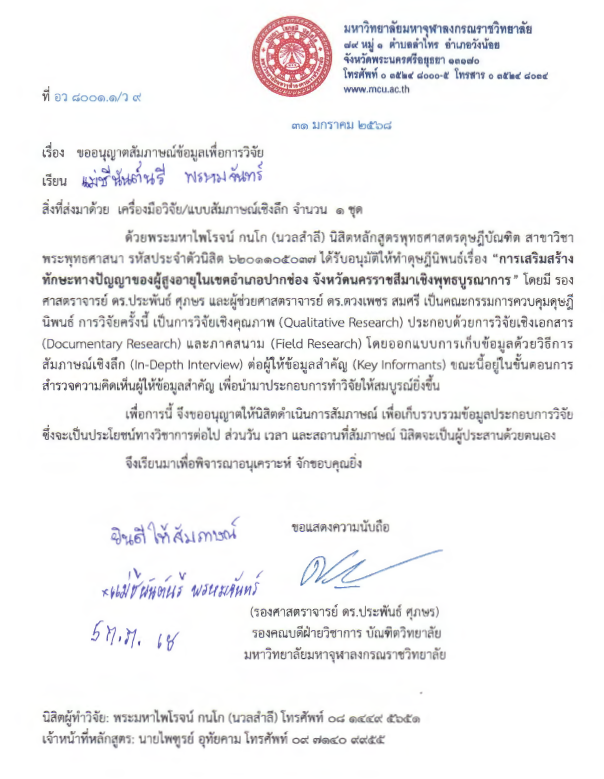 มหาวิทยาลัยมหาจุฬาลงกรณราชวิทยาลัย
๗๙ หมู่ ๑ ตำบลลำไทร อำเภอวังน้อย
จังหวัดพระนครศรีอยุธยา ๑๓๑๗๐
โทรศัพท์ ๐ ๓๕๒๔ ๘๐๐๐-๕ โทรสาร ๐ ๓๕๒๔ ๘๐๓๔
www.mcu.ac.th
ที่ อว ๘๐๐๑.๑/ว ๙
๓๑ มกราคม ๒๕๖๘
เรื่อง ขออนุญาตสัมภาษณ์ข้อมูลเพื่อการวิจัย
เรียน แม่ชีนันต์นรี พรหมจันทร์
สิ่งที่ส่งมาด้วย เครื่องมือวิจัย/แบบสัมภาษณ์เชิงลึก จำนวน ๑ ชุด
ด้วยพระมหาไพโรจน์ กนโก (นวลสำลี) นิสิตหลักสูตรพุทธศาสตรดุษฎีบัณฑิต สาขาวิชา
พระพุทธศาสนา รหัสประจำตัวนิสิต ๖๒๐๑๑๐๕๐๓๗ ได้รับอนุมัติให้ทำดุษฎีนิพนธ์เรื่อง “การเสริมสร้าง
ทักษะทางปัญญาของผู้สูงอายุในเขตอำเภอปากช่อง จังหวัดนครราชสีมาเชิงพุทธบูรณาการ” โดยมี รอง
ศาสตราจารย์ ดร.ประพันธ์ ศุภษร และผู้ช่วยศาสตราจารย์ ดร.ดวงเพชร สมศรี เป็นคณะกรรมการควบคุมดุษฎี
นิพนธ์ การวิจัยครั้งนี้ เป็นการวิจัยเชิงคุณภาพ (Qualitative Research) ประกอบด้วยการวิจัยเชิงเอกสาร
(Documentary Research) และภาคสนาม (Field Research) โดยออกแบบการเก็บข้อมูลด้วยวิธีการ
สัมภาษณ์เชิงลึก (In-Depth Interview) ต่อผู้ให้ข้อมูลสำคัญ (Key Informants) ขณะนี้อยู่ในขั้นตอนการ
สำรวจความคิดเห็นผู้ให้ข้อมูลสำคัญ เพื่อนำมาประกอบการทำวิจัยให้สมบูรณ์ยิ่งขึ้น
เพื่อการนี้ จึงขออนุญาตให้นิสิตดำเนินการสัมภาษณ์ เพื่อเก็บรวบรวมข้อมูลประกอบการวิจัย
ซึ่งจะเป็นประโยชน์ทางวิชาการต่อไป ส่วนวัน เวลา และสถานที่สัมภาษณ์ นิสิตจะเป็นผู้ประสานด้วยตนเอง
จึงเรียนมาเพื่อพิจารณาอนุเคราะห์ จักขอบคุณยิ่ง
ขอแสดงความนับถือ
ยินดีให้สัมภาษณ์
แม่ชีนันต์นรี พรหมจันทร์
(รองศาสตราจารย์ ดร.ประพันธ์ ศุภษร)
รองคณบดีฝ่ายวิชาการ บัณฑิตวิทยาลัย
มหาวิทยาลัยมหาจุฬาลงกรณราชวิทยาลัย
นิสิตผู้ทำวิจัย: พระมหาไพโรจน์ กนโก (นวลสำลี) โทรศัพท์ ๐๘ ๑๔๔๙ ๕๖๕๑
เจ้าหน้าที่หลักสูตร: นายไพฑูรย์ อุทัยคาม โทรศัพท์ ๐๙ ๗๑๔๐ ๙๙๕๕